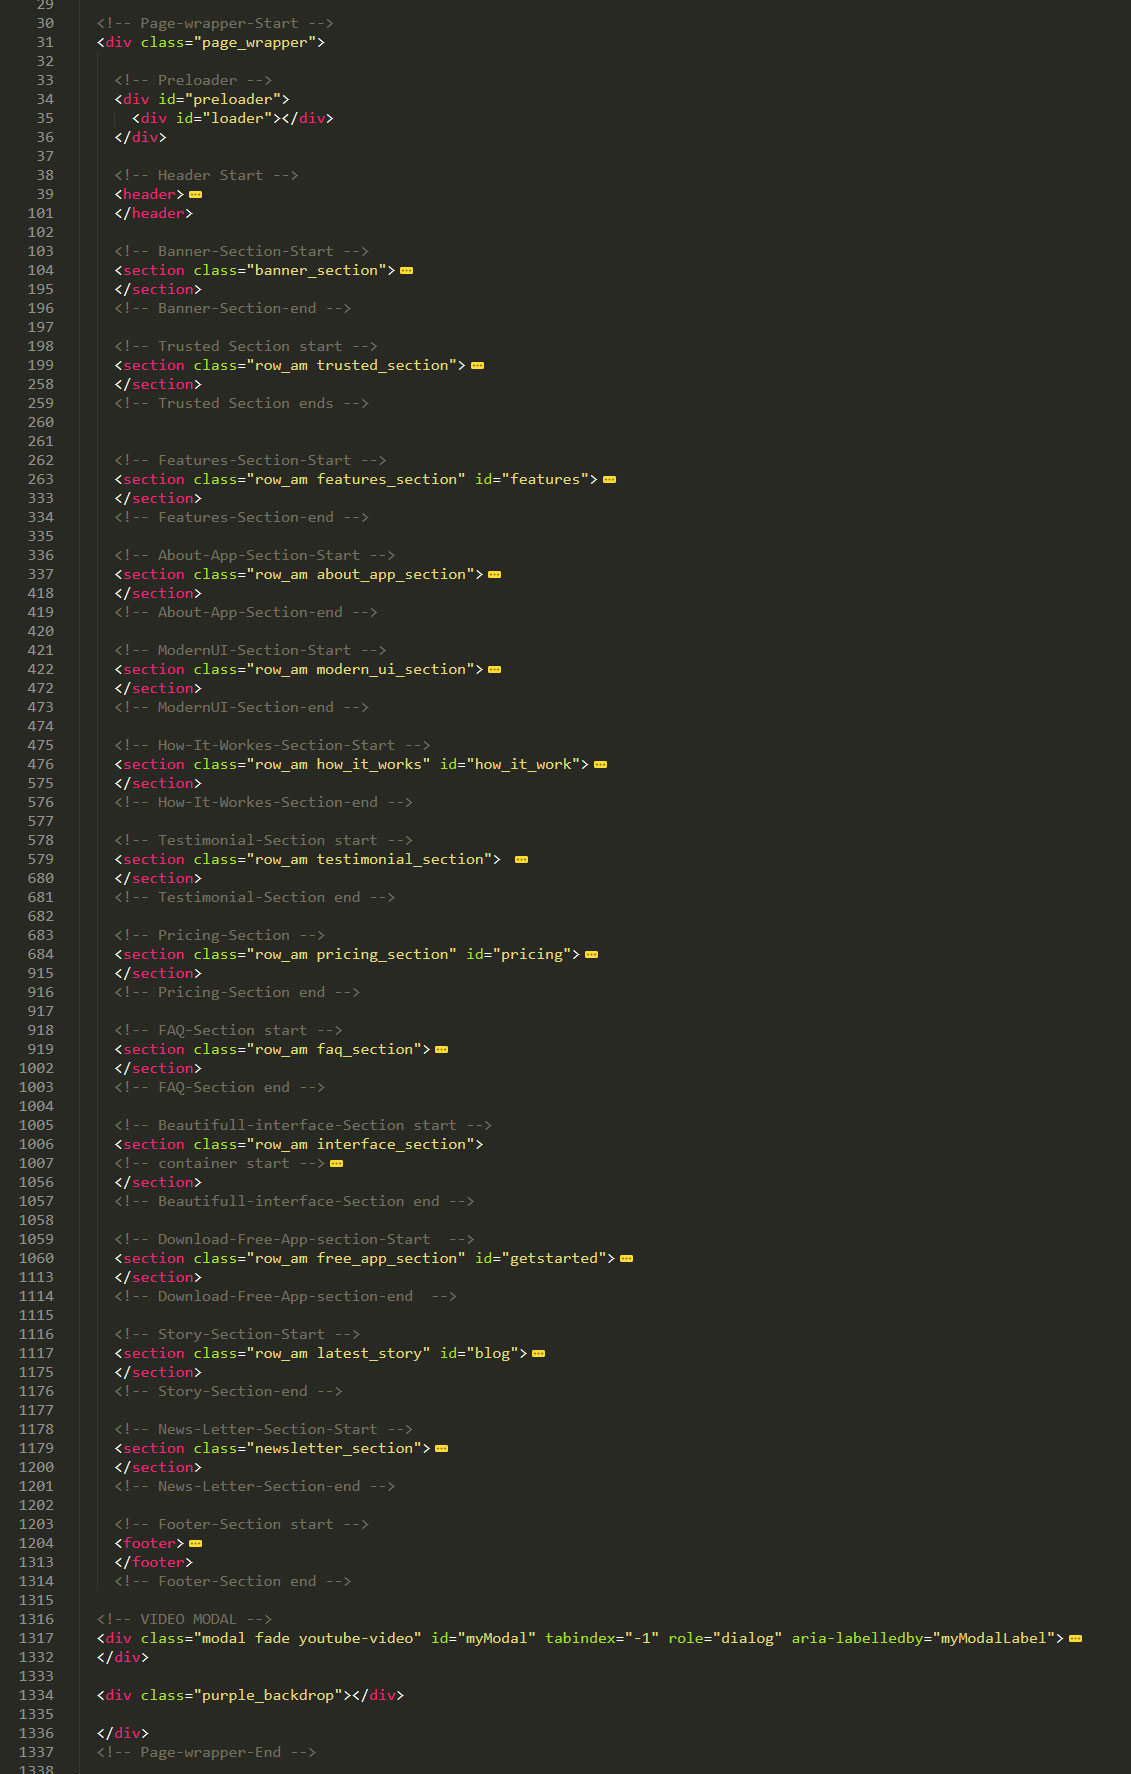 29
30 <!-- Page-wrapper-Start -->
31 <div class="page_wrapper">
32
33 <!-- Preloader -->
34 <div id="preloader">
35 <div id="loader"></div>
36 </div>
37
38 <!-- Header Start -->
39 <header>
101 </header>
102
103 <!-- Banner-Section-Start -->
104 <section class="banner_section">
195 </section>
196 <!-- Banner-Section-end -->
197
198 <!-- Trusted Section start -->
199 <section class="row_am trusted_section">
258 </section>
259 <!-- Trusted Section ends -->
260
261
262 <!-- Features-Section-Start -->
263 <section class="row_am features_section" id="features">
333 </section>
334 <!-- Features-Section-end -->
335
336 <!-- About-App-Section-Start -->
337 <section class="row_am about_app_section">
418 </section>
419 <!-- About-App-Section-end -->
420
421 <!-- ModernUI-Section-Start -->
422 <section class="row_am modern_ui_section">
472 </section>
473 <!-- ModernUI-Section-end -->
474
475 <!-- How-It-Workes-Section-Start -->
476 <section class="row_am how_it_works" id="how_it_work">
575 </section>
576 <!-- How-It-Workes-Section-end -->
577
578 <!-- Testimonial-Section start -->
579 <section class="row_am testimonial_section">
680 </section>
681 <!-- Testimonial-Section end -->
682
683 <!-- Pricing-Section -->
684 <section class="row_am pricing_section" id="pricing">
915 </section>
916 <!-- Pricing-Section end -->
917
918 <!-- FAQ-Section start -->
919 <section class="row_am faq_section">
1002 </section>
1003 <!-- FAQ-Section end -->
1004
1005 <!-- Beautifull-interface-Section start -->
1006 <section class="row_am interface_section">
1007 <!-- container start -->
1056 </section>
1057 <!-- Beautifull-interface-Section end -->
1058
1059 <!-- Download-Free-App-section-Start  -->
1060 <section class="row_am free_app_section" id="getstarted">
1113 </section>
1114 <!-- Download-Free-App-section-end  -->
1115
1116 <!-- Story-Section-Start -->
1117 <section class="row_am latest_story" id="blog">
1175 </section>
1176 <!-- Story-Section-end -->
1177
1178 <!-- News-Letter-Section-Start -->
1179 <section class="newsletter_section">
1200 </section>
1201 <!-- News-Letter-Section-end -->
1202
1203 <!-- Footer-Section start -->
1204 <footer>
1313 </footer>
1314 <!-- Footer-Section end -->
1315
1316 <!-- VIDEO MODAL -->
1317 <div class="modal fade youtube-video" id="myModal" tabindex="-1" role="dialog" aria-labelledby="myModalLabel">
1332 </div>
1333
1334 <div class="purple_backdrop"></div>
1335
1336 </div>
1337 <!-- Page-wrapper-End -->
1338